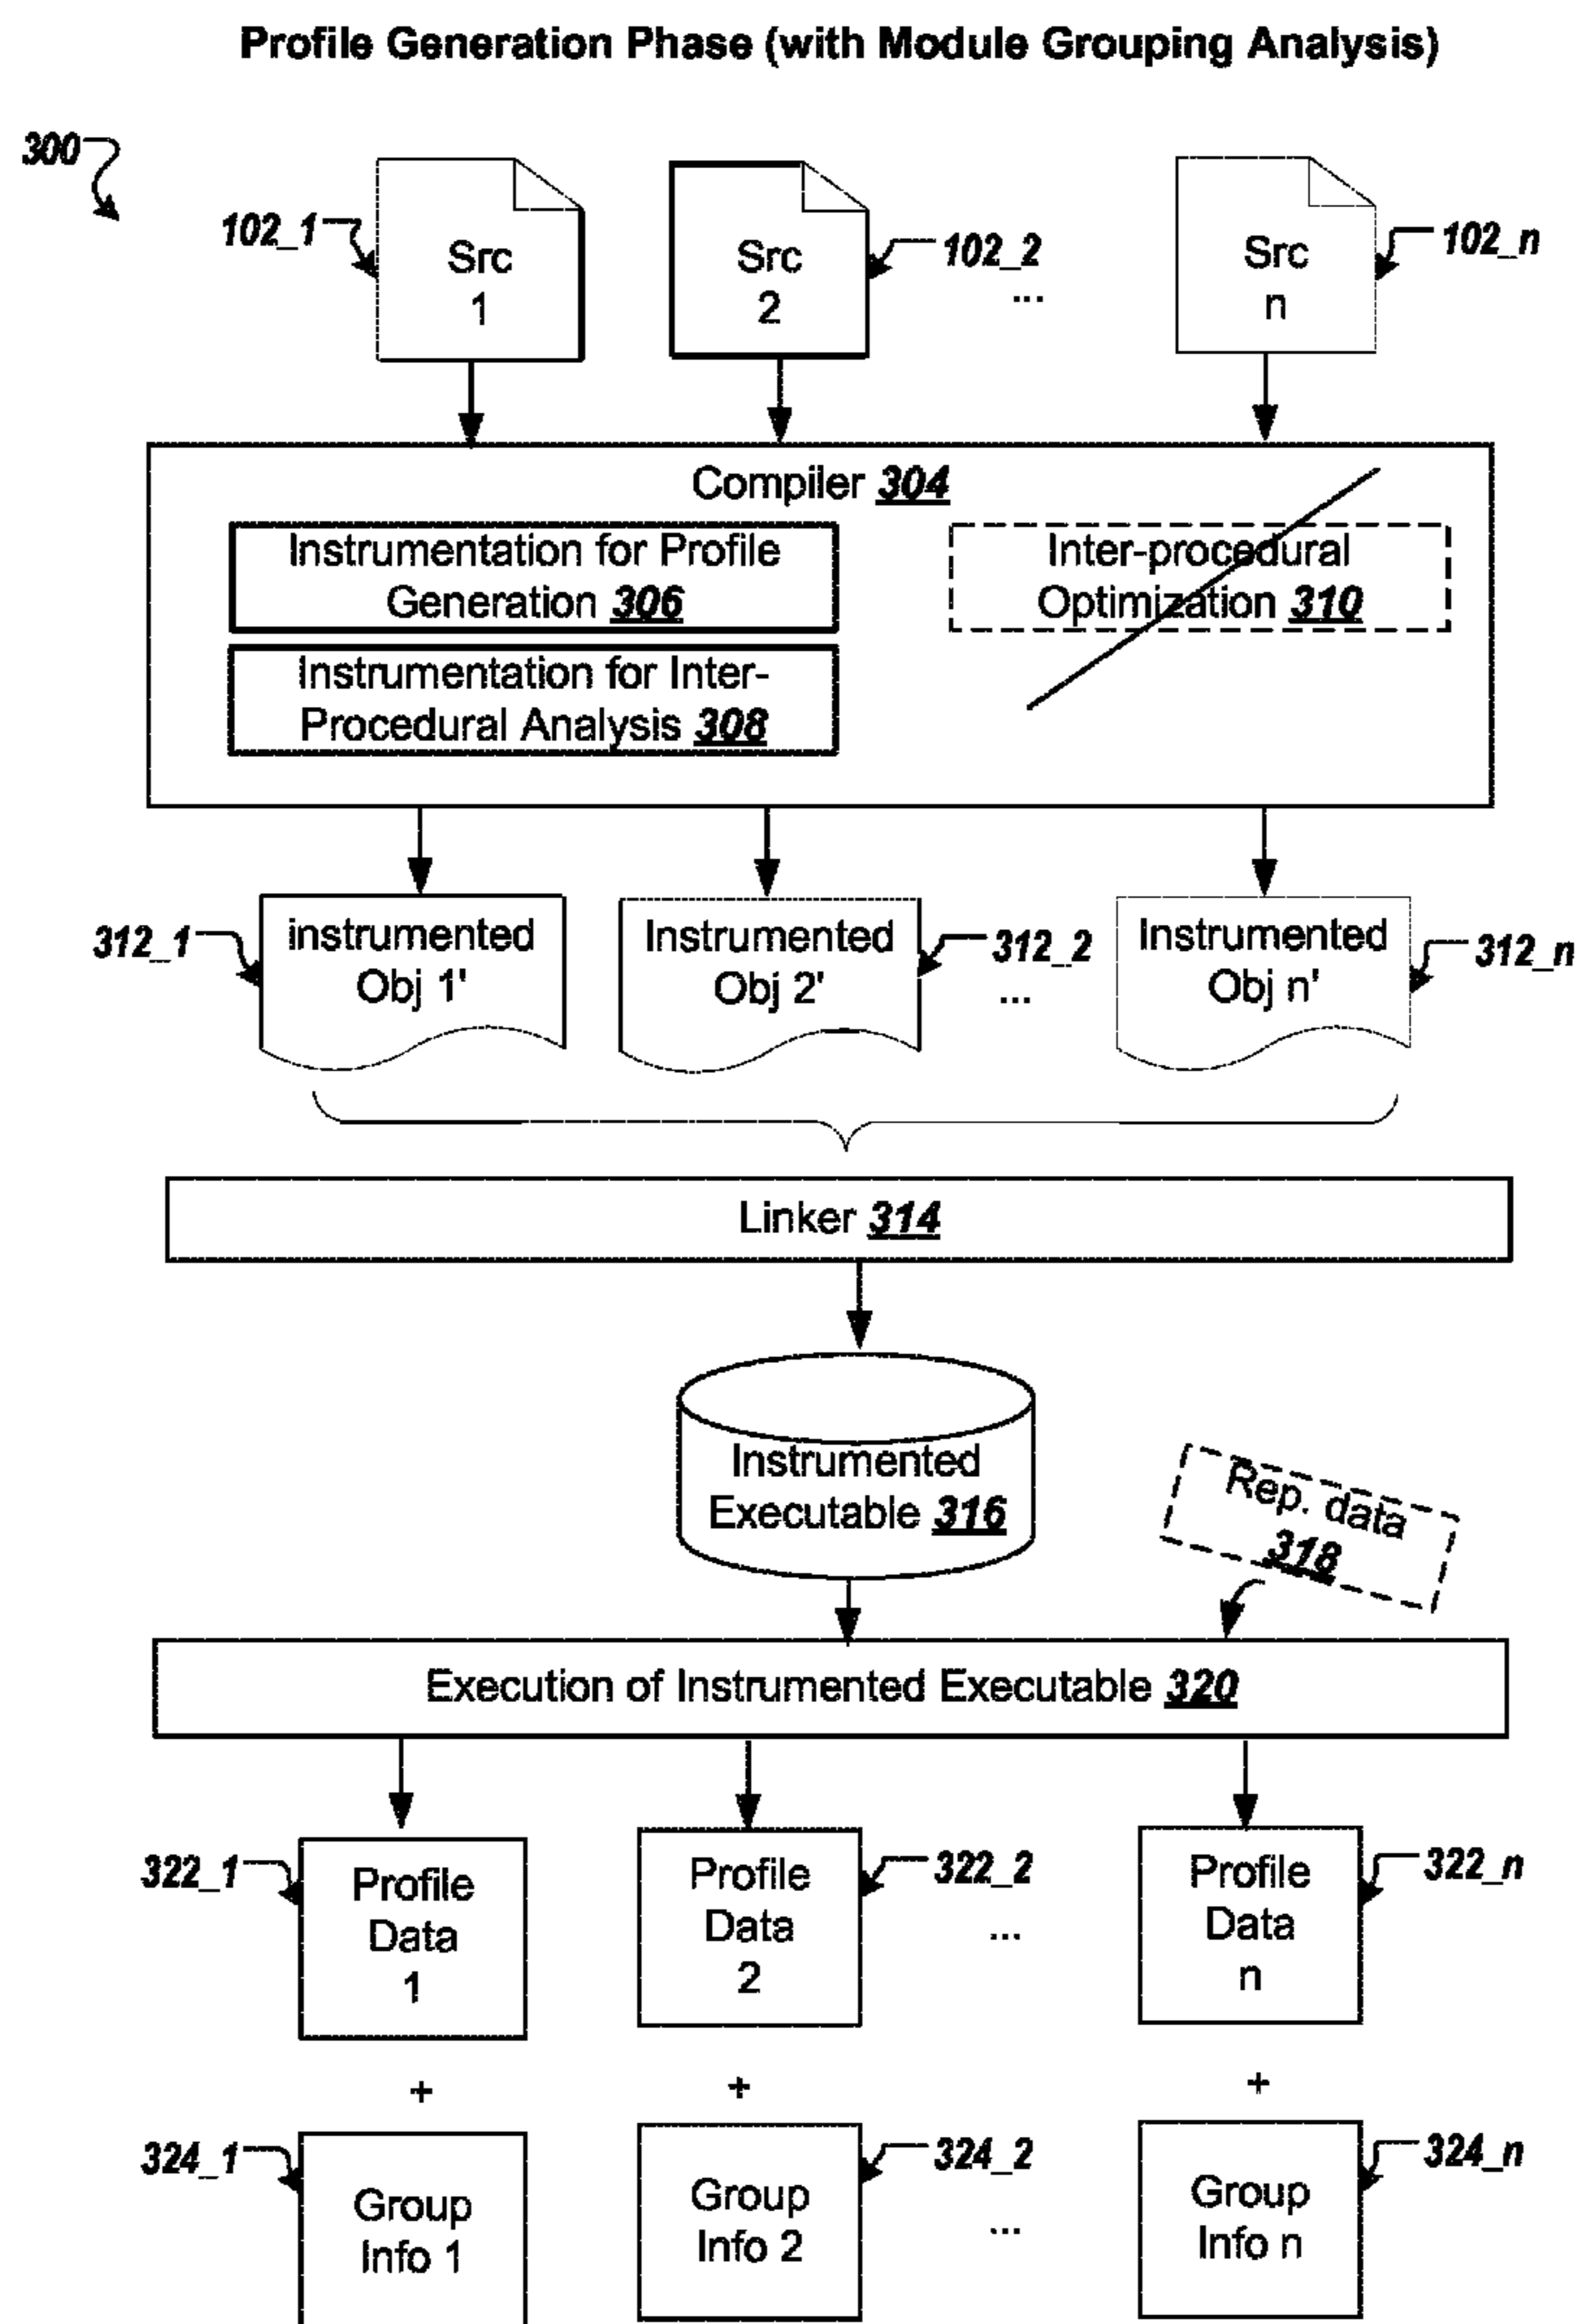 Profile Generation Phase (with Module Grouping Analysis)
300
102_1
Src
1
Src
2
102_2
...
Src
n
102_n
Compiler 304
Instrumentation for Profile
Generation 306
Inter-procedural
Optimization 310
Instrumentation for Inter-
Procedural Analysis 308
312_1
instrumented
Obj 1'
Instrumented
Obj 2'
312_2
...
Instrumented
Obj n'
312_n
Linker 314
Instrumented
Executable 316
Rep. data
318
Execution of Instrumented Executable 320
322_1
Profile
Data
1
Profile
Data
2
322_2
...
Profile
Data
n
322_n
+
+
+
324_1
Group
Info 1
Group
Info 2
324_2
...
Group
Info n
324_n